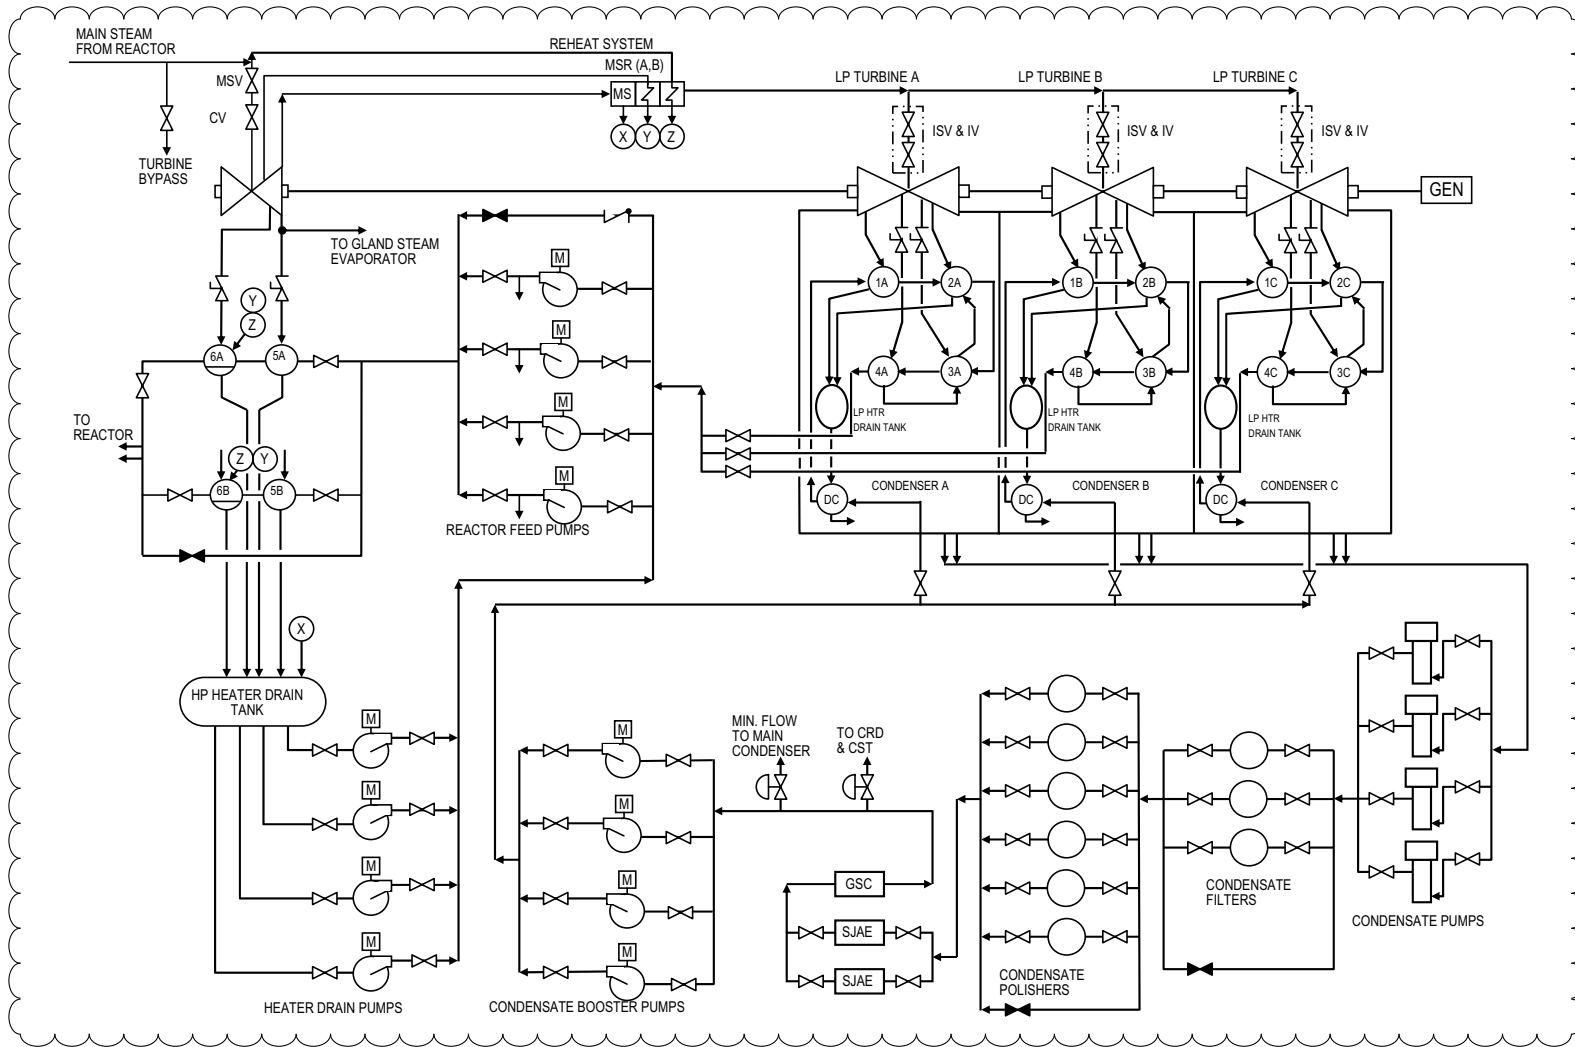 MAIN STEAM
FROM REACTOR
REHEAT SYSTEM
MSR (A,B)
LP TURBINE A
LP TURBINE B
LP TURBINE C
MSV
MS
CV
X
Y
Z
ISV & IV
ISV & IV
ISV & IV
TURBINE
BYPASS
GEN
TO GLAND STEAM
EVAPORATOR
M
1A
2A
1B
2B
1C
2C
Y
Z
M
6A
5A
4A
3A
4B
3B
4C
3C
M
LP HTR
DRAIN TANK
LP HTR
DRAIN TANK
LP HTR
DRAIN TANK
TO
REACTOR
Z
Y
M
6B
5B
CONDENSER A
CONDENSER B
CONDENSER C
DC
DC
DC
REACTOR FEED PUMPS
X
HP HEATER DRAIN
TANK
M
M
MIN. FLOW
TO MAIN
CONDENSER
TO CRD
& CST
M
M
M
M
GSC
CONDENSATE
FILTERS
CONDENSATE PUMPS
M
M
SJAE
SJAE
CONDENSATE
POLISHERS
HEATER DRAIN PUMPS
CONDENSATE BOOSTER PUMPS